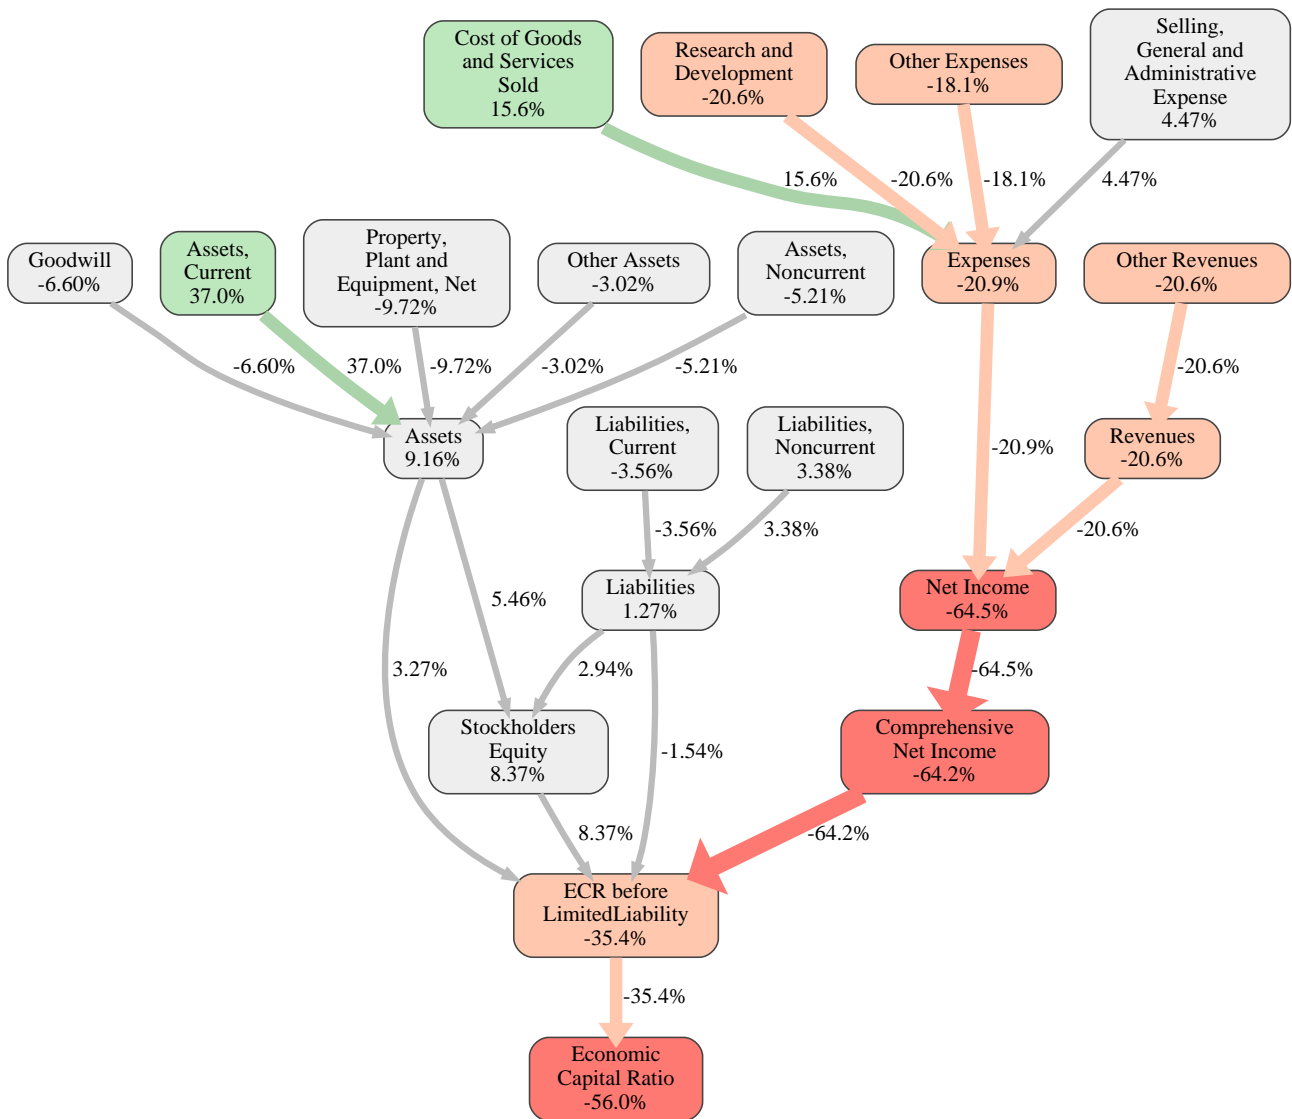 Cost of Goods
and Services
Sold
15.6%
Research and
Development
-20.6%
Other Expenses
-18.1%
Selling,
General and
Administrative
Expense
4.47%
15.6%
-20.6%
-18.1%
4.47%
Goodwill
-6.60%
Assets,
Current
37.0%
Property,
Plant and
Equipment, Net
-9.72%
Other Assets
-3.02%
Assets,
Noncurrent
-5.21%
Expenses
-20.9%
Other Revenues
-20.6%
-6.60%
37.0%
-9.72%
-3.02%
-5.21%
-20.6%
Assets
9.16%
Liabilities,
Current
-3.56%
Liabilities,
Noncurrent
3.38%
-20.9%
Revenues
-20.6%
-3.56%
3.38%
-20.6%
5.46%
Liabilities
1.27%
Net Income
-64.5%
3.27%
2.94%
-64.5%
Stockholders
Equity
8.37%
-1.54%
Comprehensive
Net Income
-64.2%
8.37%
-64.2%
ECR before
LimitedLiability
-35.4%
-35.4%
Economic
Capital Ratio
-56.0%